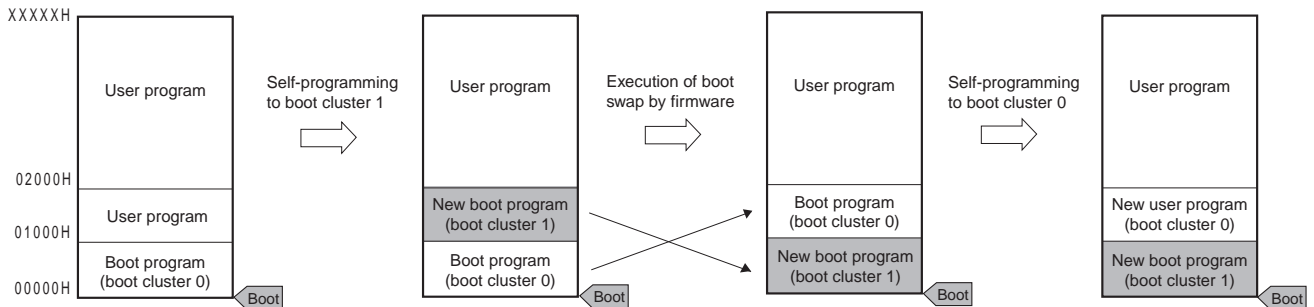 XXXXXH
User program
User program
Boot program
(boot cluster 0)
02000H
01000H
00000H
Boot
Self-programming
to boot cluster 1
User program
New boot program
(boot cluster 1)
Boot program
(boot cluster 0)
Boot
Execution of boot
swap by firmware
User program
Boot program
(boot cluster 0)
New boot program
(boot cluster 1)
Boot
Self-programming
to boot cluster 0
User program
New user program
(boot cluster 0)
New boot program
(boot cluster 1)
Boot